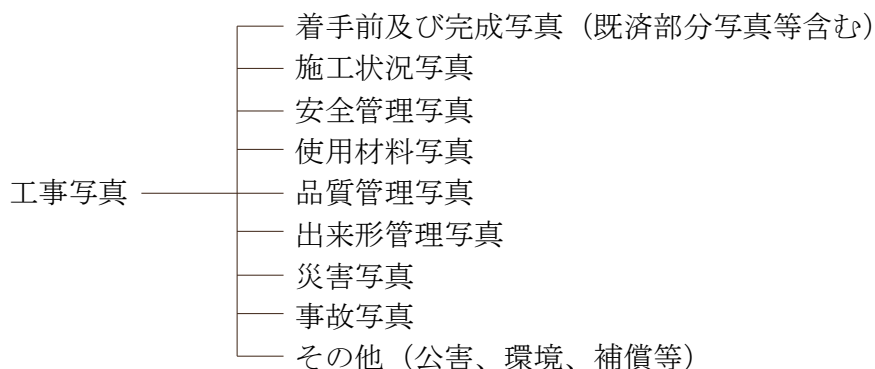 着手前及び完成写真（既済部分写真等含む）
施工状況写真
安全管理写真
使用材料写真
工事写真
品質管理写真
出来形管理写真
災害写真
事故写真
その他（公害、環境、補償等）